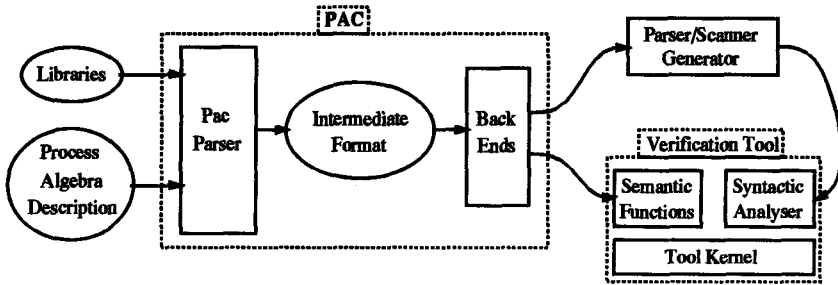 PAC
Libraries
Process
Algebra
Description
Pac
Parser
Intermediate
Format
Back
Ends
Parser/Scanner
Generator
Verification Tool
Semantic
Functions
Syntactic
Analyser
Tool Kernel